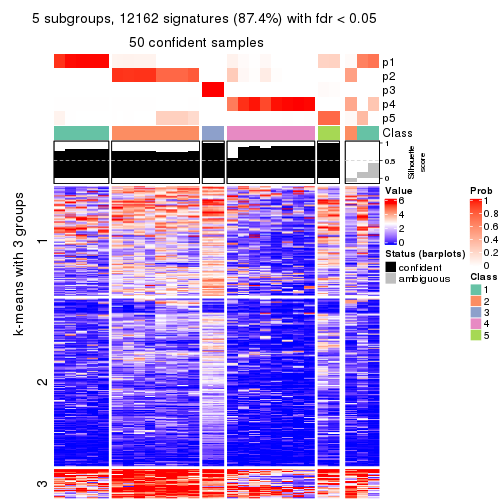 5 subgroups, 12162 signatures (87.4%) with fdr < 0.05
50 confident samples
p1
p2
p3
p4
p5
Class
1
0.5
0
Silhouette
score
k-means with 3 groups
1
2
3
Value
6
4
2
0
Status (barplots)
confident
ambiguous
Prob
1
0.8
0.6
0.4
0.2
0
Class
1
2
3
4
5